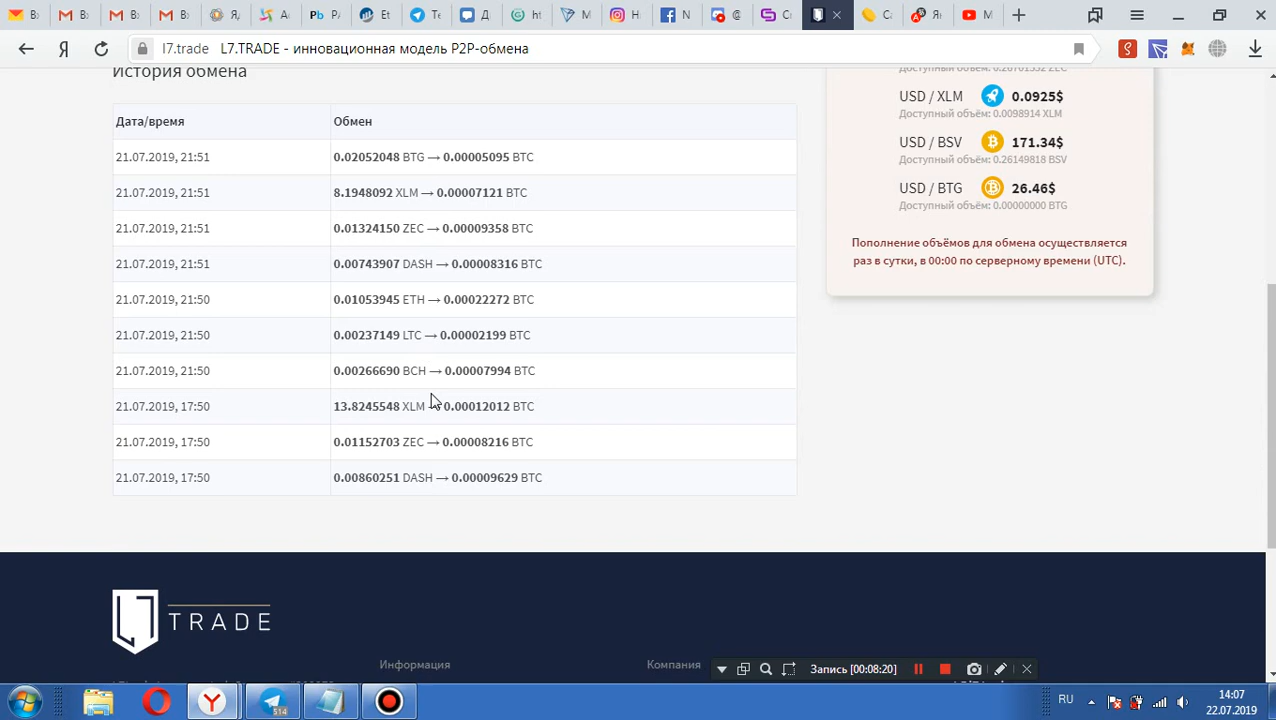 Вх
Вх
Вх
Вх
Яд
А
P.
Et
Те
Д
М
Н
F
@
С
С
Ян
М
l7.trade L7.TRADE - инновационная модель P2P-обмена
История обмена
Дата/время Обмен
21.07.2019, 21:51 0.02052048 BTG → 0.00005095 BTC
21.07.2019, 21:51 8.1948092 XLM → 0.00007121 BTC
21.07.2019, 21:51 0.01324150 ZEC → 0.00009358 BTC
21.07.2019, 21:51 0.00743907 DASH → 0.00008316 BTC
21.07.2019, 21:50 0.01053945 ETH → 0.00022272 BTC
21.07.2019, 21:50 0.00237149 LTC → 0.00002199 BTC
21.07.2019, 21:50 0.00266690 BCH → 0.00007994 BTC
21.07.2019, 17:50 13.8245548 XLM → 0.00012012 BTC
21.07.2019, 17:50 0.01152703 ZEC → 0.00008216 BTC
21.07.2019, 17:50 0.00860251 DASH → 0.00009629 BTC
USD / XLM 0.0925$
Доступный объём: 0.0098914 XLM
USD / BSV 171.34$
Доступный объём: 0.26149818 BSV
USD / BTG 26.46$
Доступный объём: 0.00000000 BTG
Пополнение объёмов для обмена осуществляется
раз в сутки, в 00:00 по серверному времени (UTC).
TRADE
Информация
Компания
Запись [00:08:20]
514
RU
14:07
22.07.2019